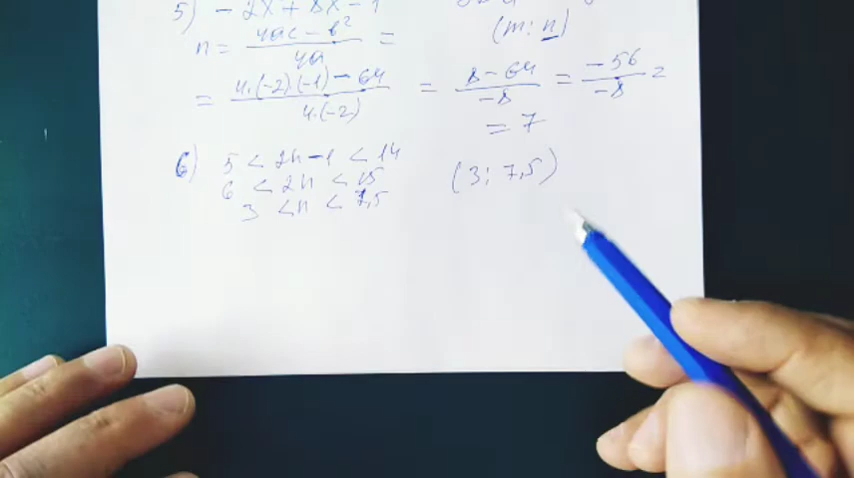 5) -2x²+8x-1
n = (4ac-b²)/(4a) =
(m; n)
= (4·(-2)(-1)-64)/(4·(-2)) = (8-64)/(-8) = (-56)/(-8) =
= 7
6) 5 < 2n-1 < 14
6 < 2n < 15
3 < n < 7,5
(3; 7,5)